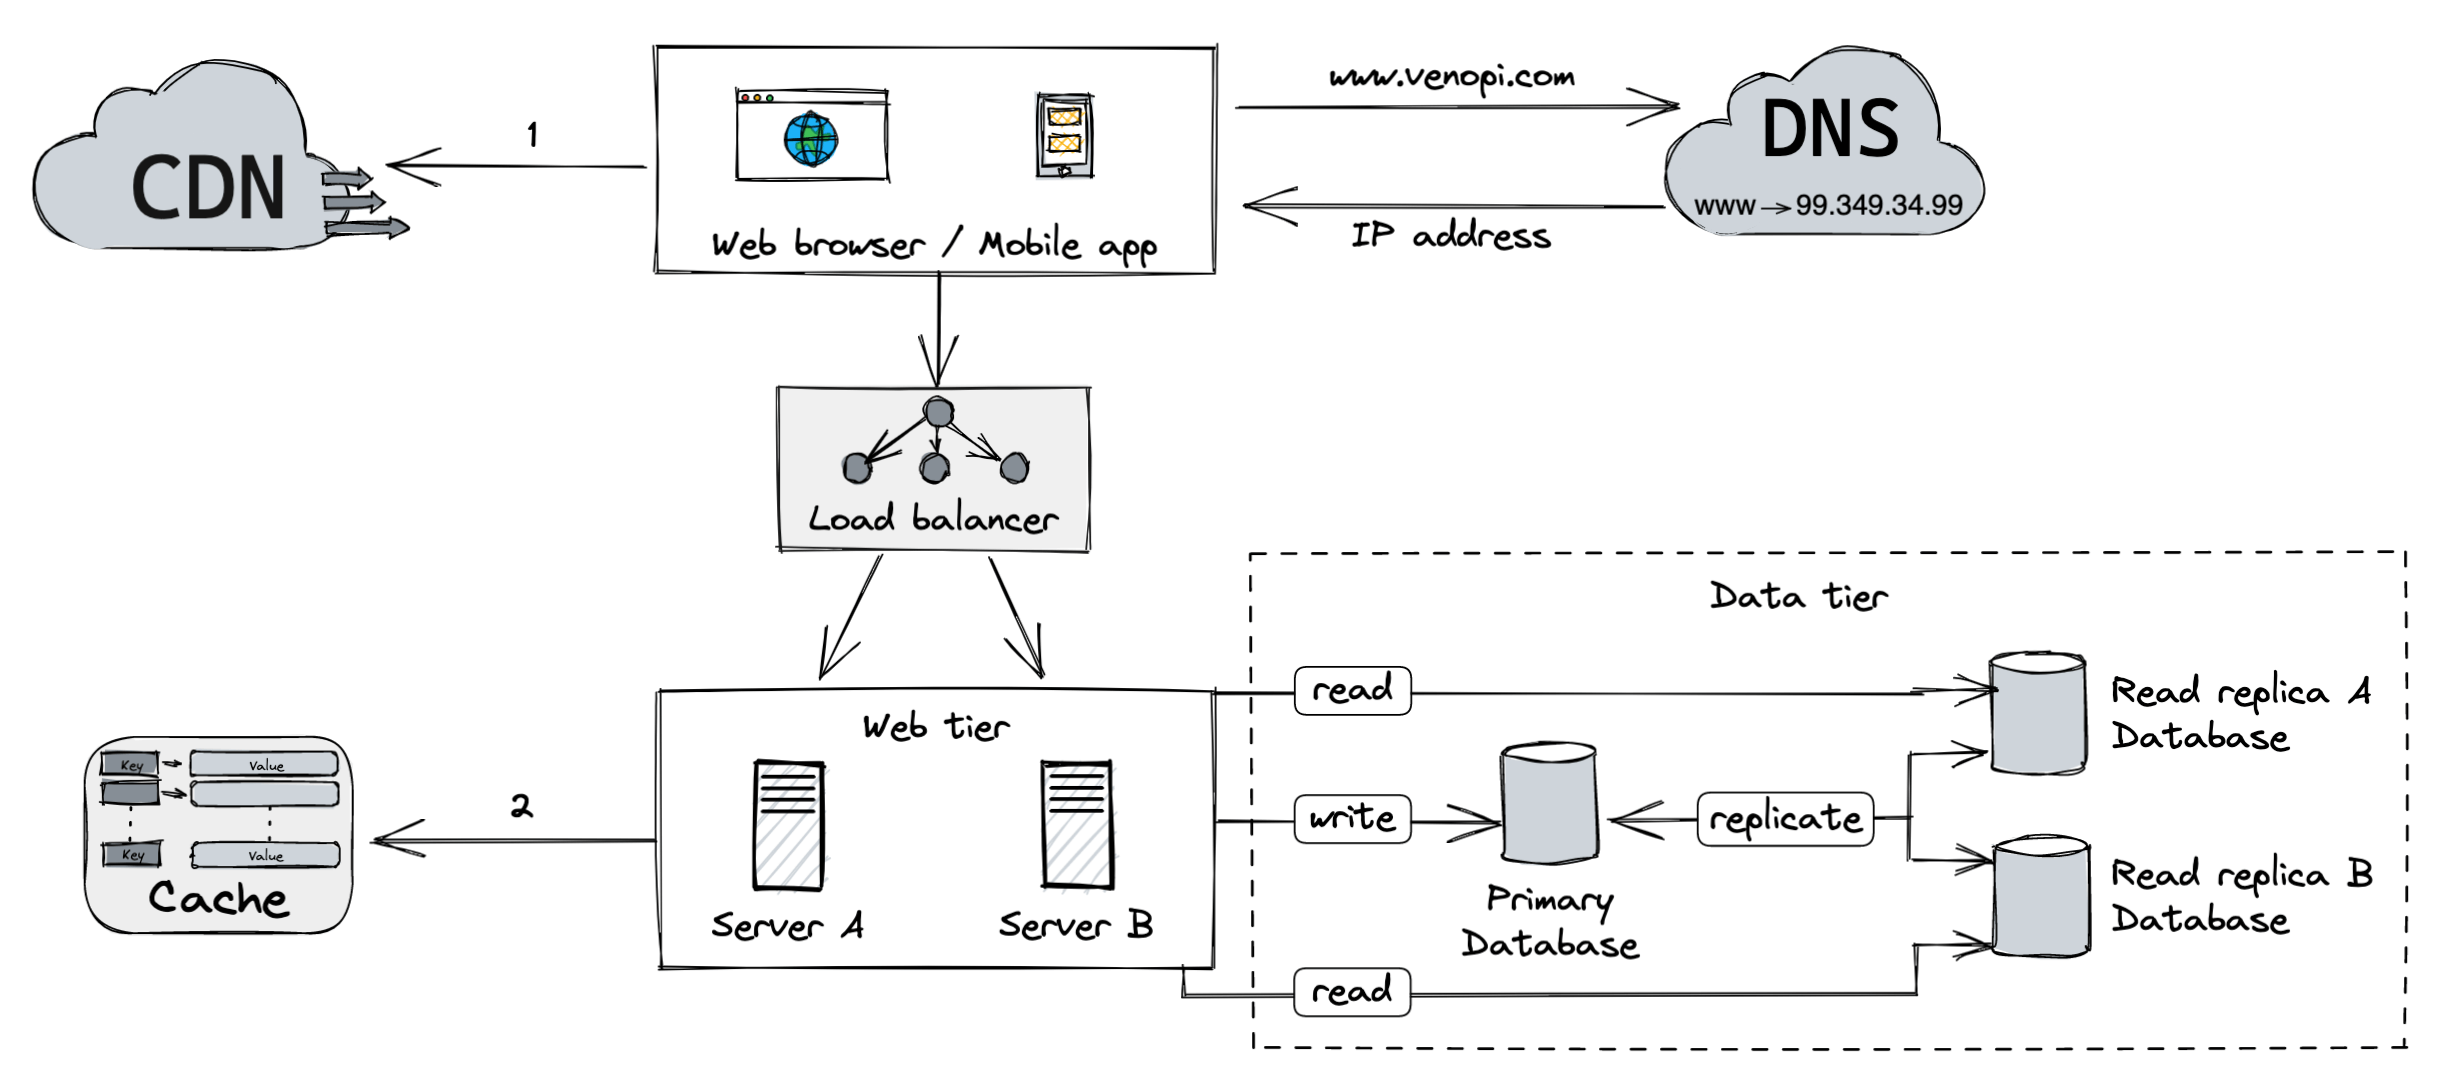 www.venopi.com
DNS
www→99.349.34.99
IP address
CDN
1
Web browser / Mobile app
Load balancer
Data tier
read
Read replica A
Database
Web tier
write
replicate
Primary
Database
Read replica B
Database
Server A
Server B
read
2
Key
Value
Key
Value
Cache